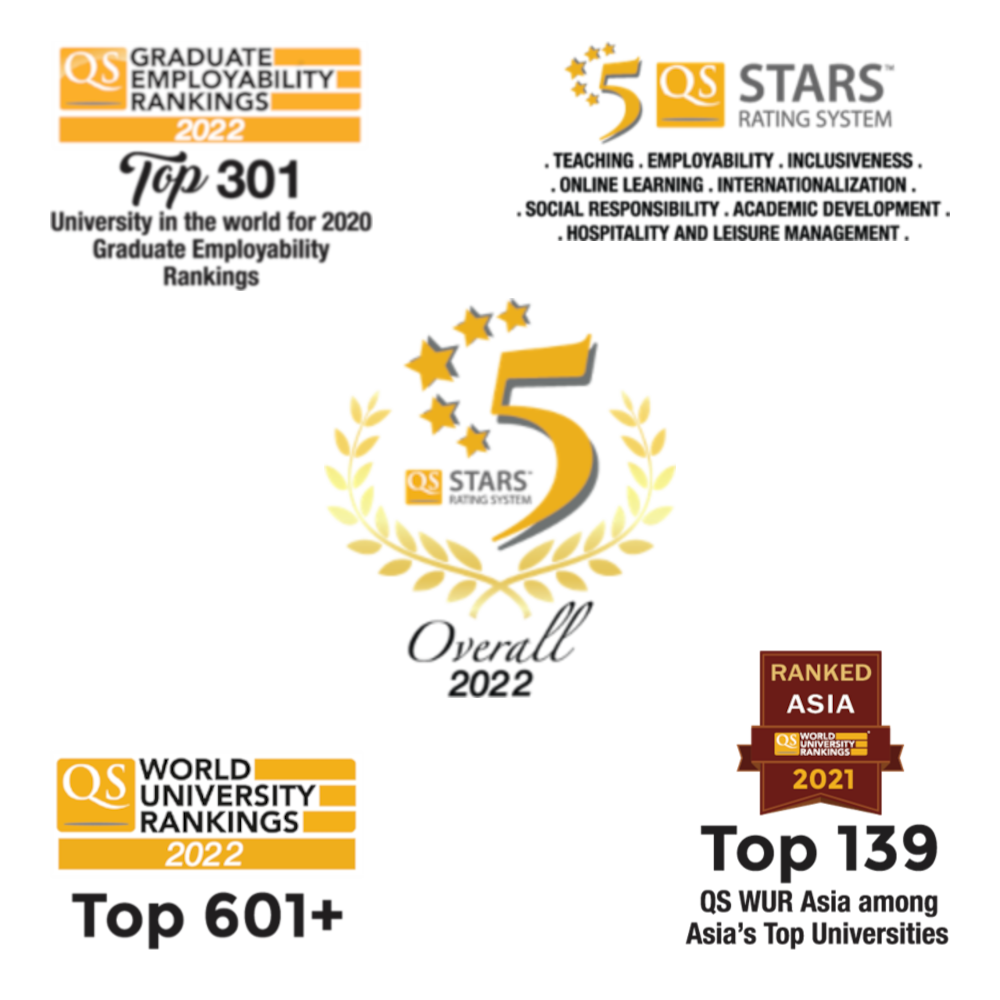 QS GRADUATE
EMPLOYABILITY
RANKINGS
2022
Top 301
University in the world for 2020
Graduate Employability
Rankings
5 QS STARS™
RATING SYSTEM
. TEACHING . EMPLOYABILITY . INCLUSIVENESS .
. ONLINE LEARNING . INTERNATIONALIZATION .
. SOCIAL RESPONSIBILITY . ACADEMIC DEVELOPMENT .
. HOSPITALITY AND LEISURE MANAGEMENT .
5
QS STARS™
RATING SYSTEM
Overall
2022
QS WORLD
UNIVERSITY
RANKINGS
2022
Top 601+
RANKED
ASIA
QS WORLD
UNIVERSITY
RANKINGS
2021
Top 139
QS WUR Asia among
Asia's Top Universities